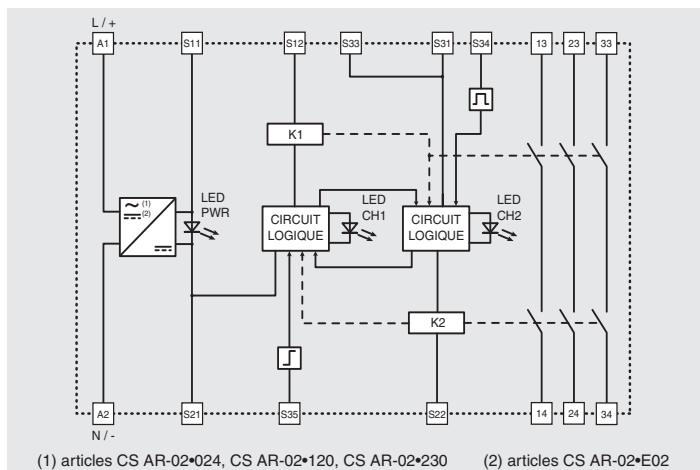 L / +
A1 S11 S12 S33 S31 S34 13 23 33
K1
LED
PWR
~ (1)
(2)
CIRCUIT
LOGIQUE
LED
CH1
CIRCUIT
LOGIQUE
LED
CH2
K2
A2 S21 S35 S22 14 24 34
N / -
(1) articles CS AR-02•024, CS AR-02•120, CS AR-02•230 (2) articles CS AR-02•E02